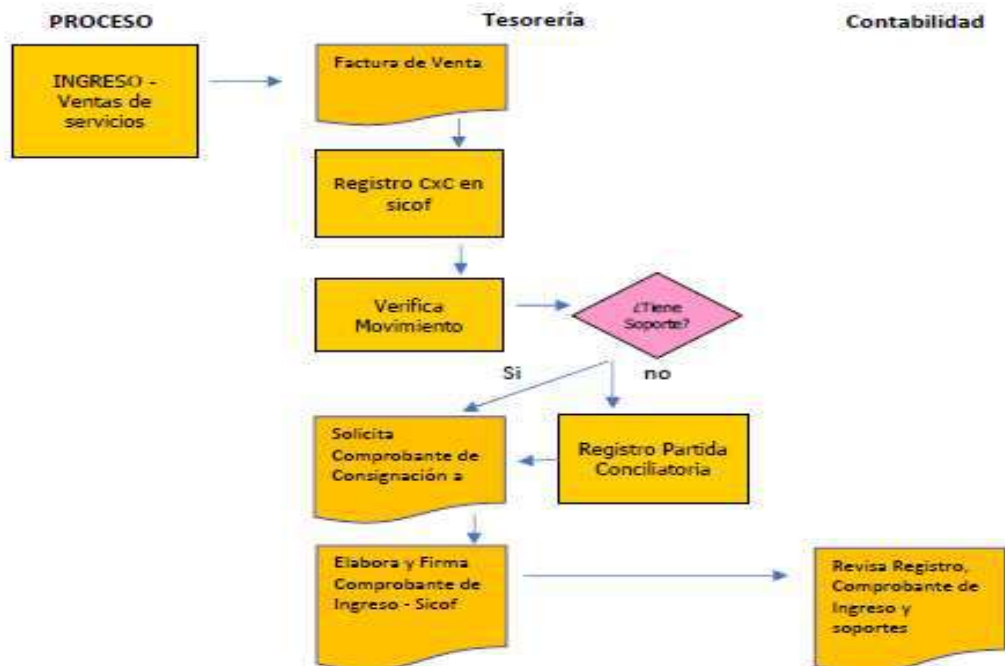 PROCESO
Tesorería
Contabilidad
INGRESO -
Ventas de
servicios
Factura de Venta
Registro CxC en
sicof
Verifica
Movimiento
¿Tiene
Soporte?
Si
no
Solicita
Comprobante de
Consignación a
Registro Partida
Conciliatoria
Elabora y Firma
Comprobante de
Ingreso - Sicof
Revisa Registro,
Comprobante de
Ingreso y
soportes